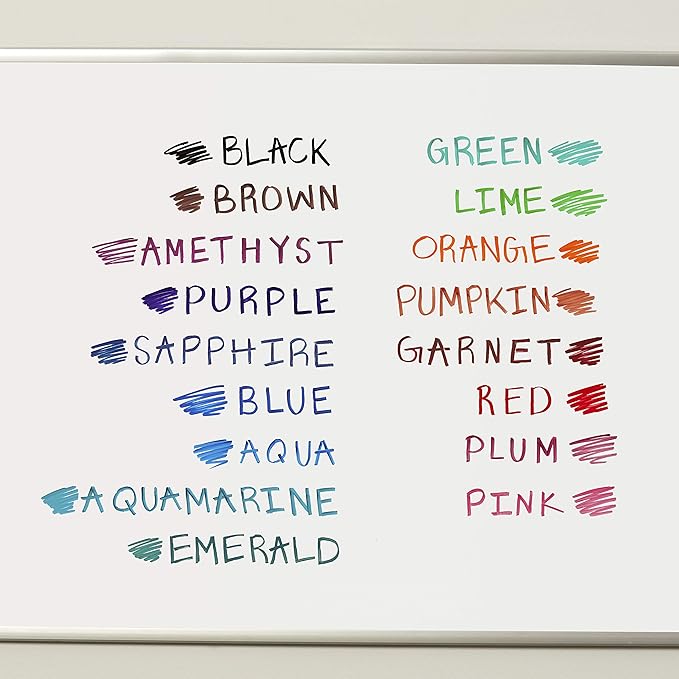 BLACK
BROWN
AMETHYST
PURPLE
SAPPHIRE
BLUE
AQUA
AQUAMARINE
EMERALD
GREEN
LIME
ORANGE
PUMPKIN
GARNET
RED
PLUM
PINK